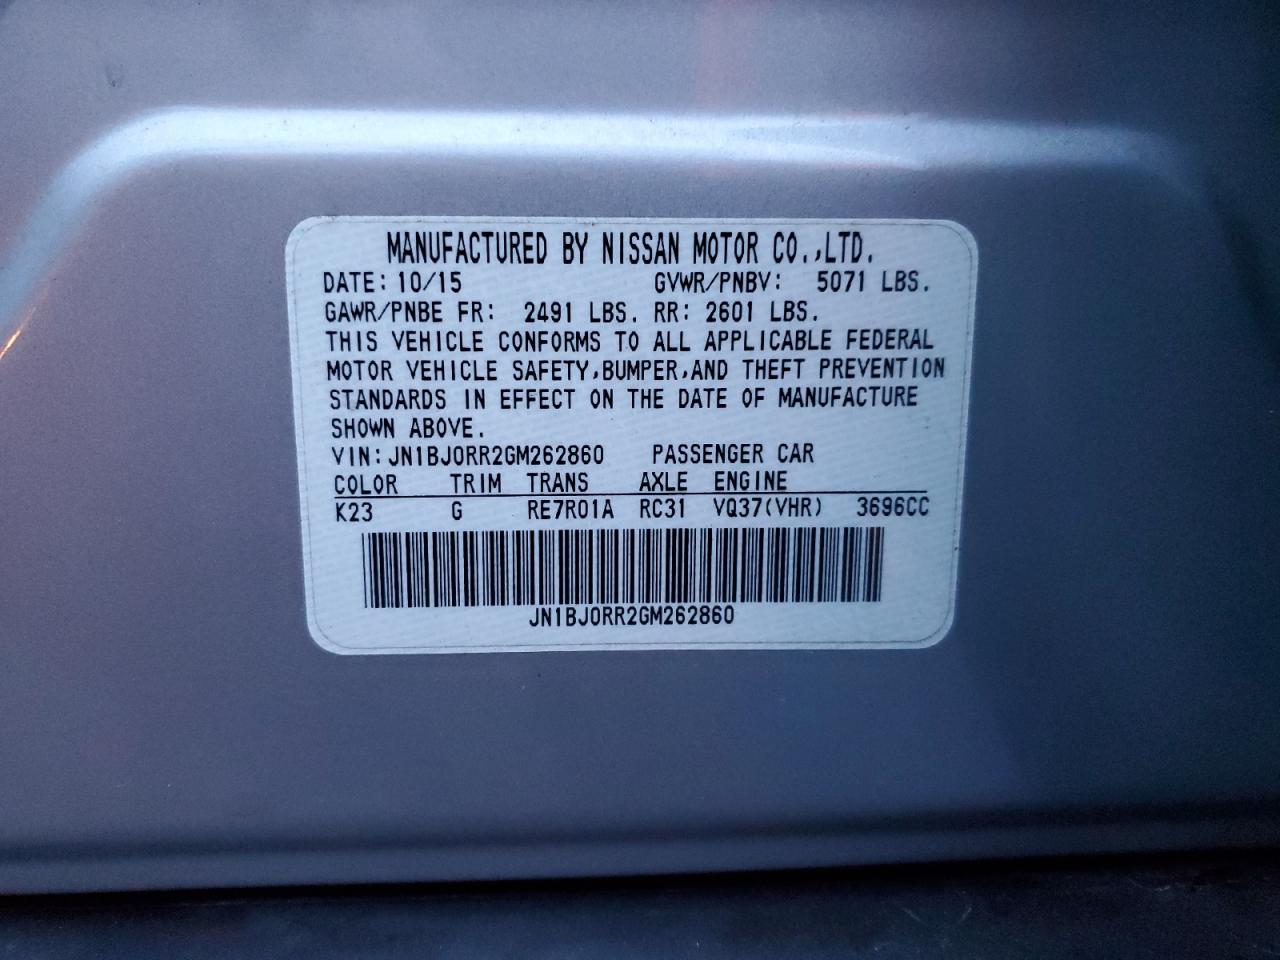 MANUFACTURED BY NISSAN MOTOR CO.,LTD.
DATE: 10/15 GVWR/PNBV: 5071 LBS.
GAWR/PNBE FR: 2491 LBS. RR: 2601 LBS.
THIS VEHICLE CONFORMS TO ALL APPLICABLE FEDERAL
MOTOR VEHICLE SAFETY,BUMPER,AND THEFT PREVENTION
STANDARDS IN EFFECT ON THE DATE OF MANUFACTURE
SHOWN ABOVE.
VIN: JN1BJ0RR2GM262860 PASSENGER CAR
COLOR TRIM TRANS AXLE ENGINE
K23 G RE7R01A RC31 VQ37(VHR) 3696CC
JN1BJ0RR2GM262860